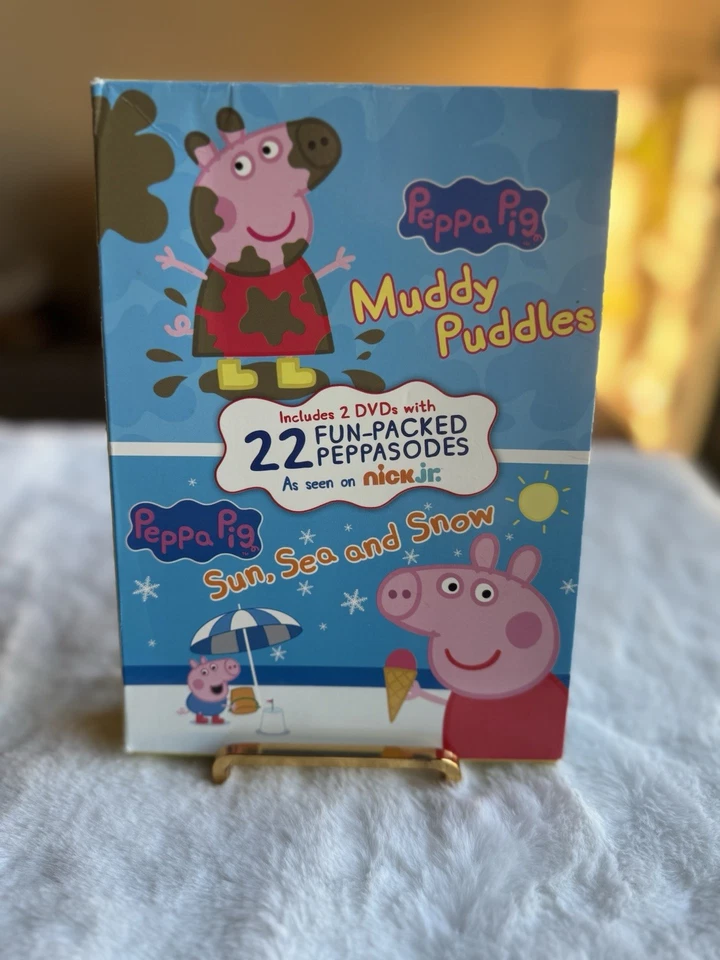 Peppa Pig
Muddy
Puddles
Includes 2 DVDs with
22 FUN-PACKED
PEPPASODES
As seen on nick jr.
Peppa Pig
Sun, Sea and Snow